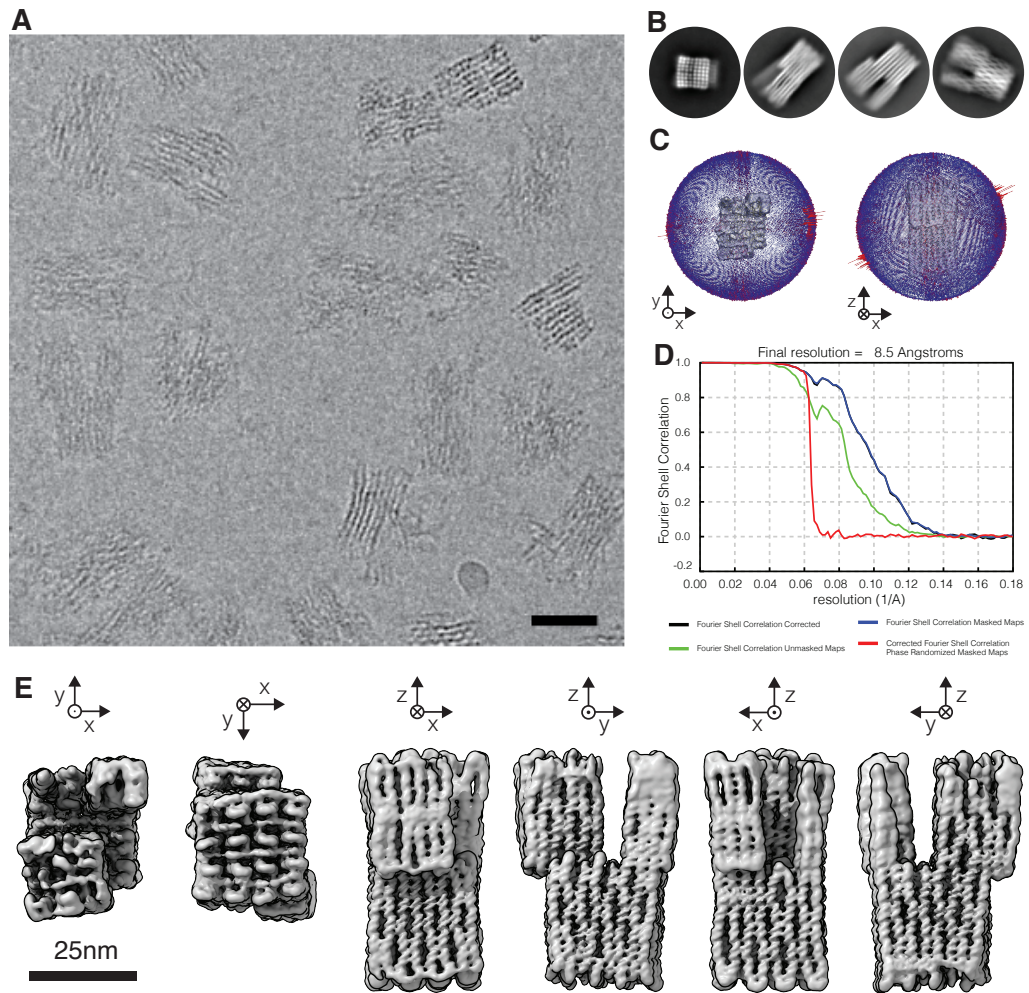 A
B
C
y
x
z
x
D
Final resolution = 8.5 Angstroms
Fourier Shell Correlation
1.0
0.8
0.6
0.4
0.2
0.0
-0.2
0.00 0.02 0.04 0.06 0.08 0.10 0.12 0.14 0.16 0.18
resolution (1/A)
Fourier Shell Correlation Corrected
Fourier Shell Correlation Masked Maps
Fourier Shell Correlation Unmasked Maps
Corrected Fourier Shell Correlation
Phase Randomized Masked Maps
E
y
x
x
y
z
x
z
y
z
x
z
y
25nm